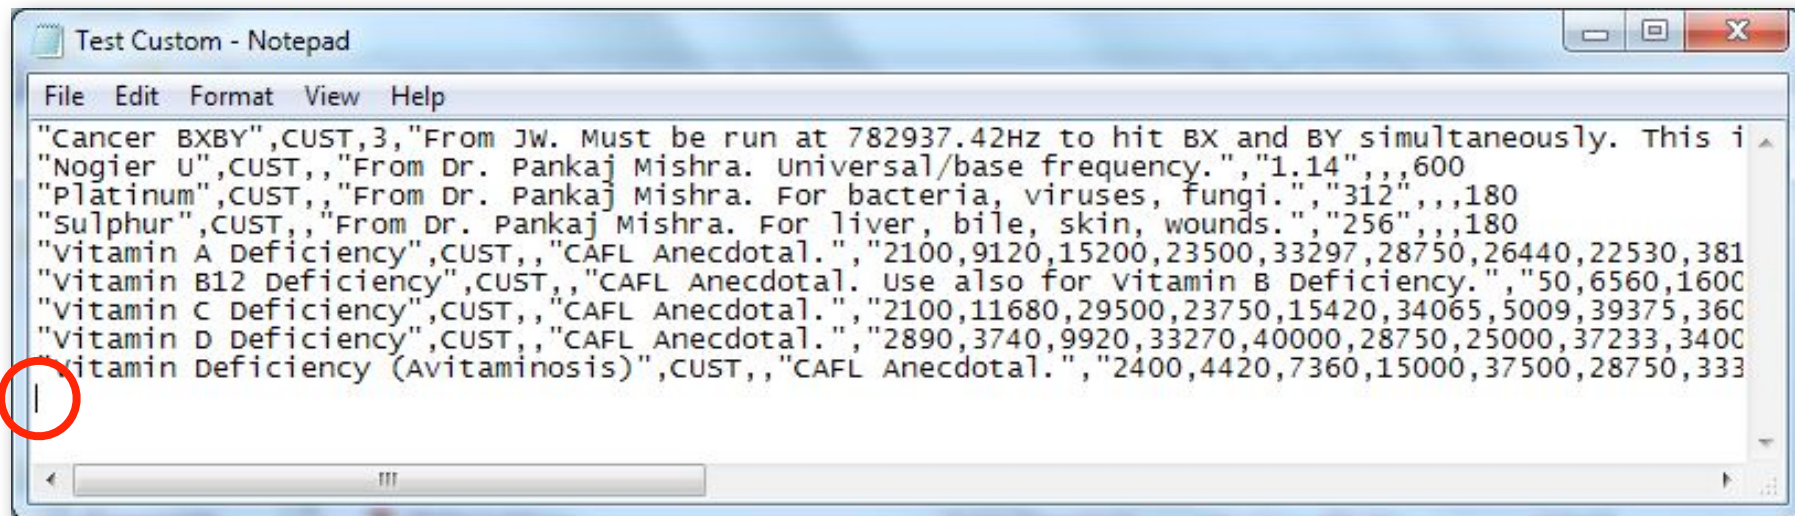 Test Custom - Notepad
File Edit Format View Help
"Cancer BXBY",CUST,3,"From JW. Must be run at 782937.42Hz to hit BX and BY simultaneously. This i
"Nogier U",CUST,,"From Dr. Pankaj Mishra. Universal/base frequency.","1.14",,,600
"Platinum",CUST,,"From Dr. Pankaj Mishra. For bacteria, viruses, fungi.","312",,,180
"Sulphur",CUST,,"From Dr. Pankaj Mishra. For liver, bile, skin, wounds.","256",,,180
"Vitamin A Deficiency",CUST,,"CAFL Anecdotal.","2100,9120,15200,23500,33297,28750,26440,22530,381
"Vitamin B12 Deficiency",CUST,,"CAFL Anecdotal. Use also for Vitamin B Deficiency.","50,6560,1600
"Vitamin C Deficiency",CUST,,"CAFL Anecdotal.","2100,11680,29500,23750,15420,34065,5009,39375,360
"Vitamin D Deficiency",CUST,,"CAFL Anecdotal.","2890,3740,9920,33270,40000,28750,25000,37233,3400
"Vitamin Deficiency (Avitaminosis)",CUST,,"CAFL Anecdotal.","2400,4420,7360,15000,37500,28750,333